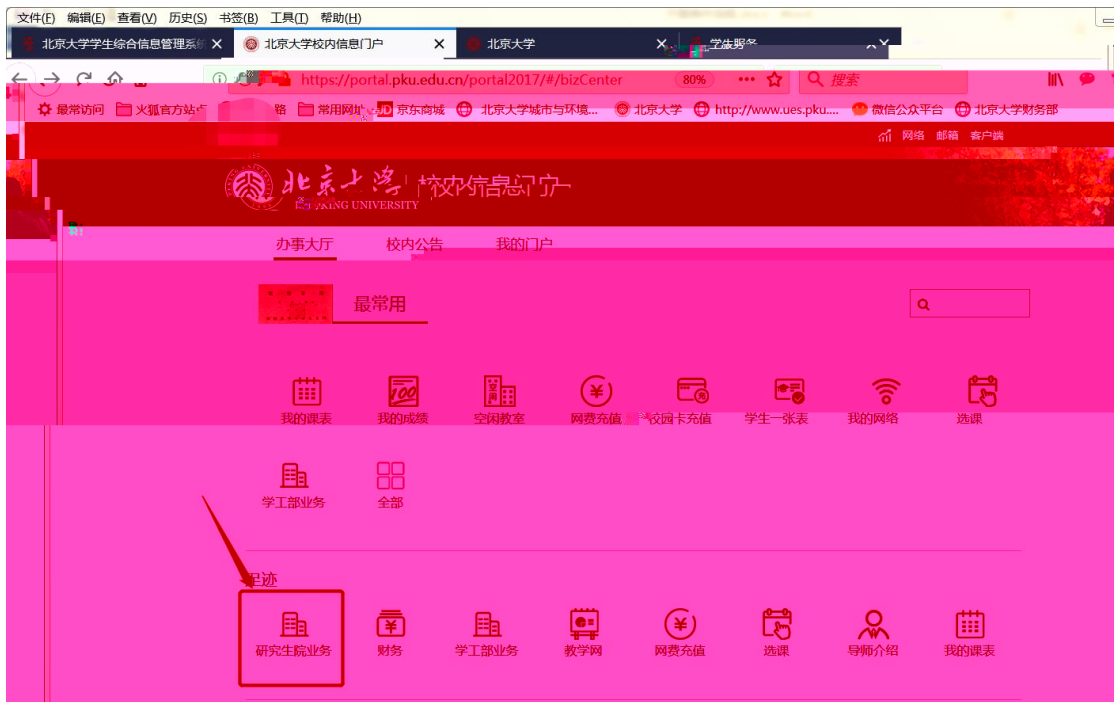 文件(F) 编辑(E) 查看(V) 历史(S) 书签(B) 工具(T) 帮助(H)
北京大学学生综合信息管理系统 北京大学校内信息门户 北京大学
https://portal.pku.edu.cn/portal2017/#/bizCenter 80% 搜索
最常访问 火狐官方站点 常用网址 京东商城 北京大学城市与环境... 北京大学 http://www.ues.pku.... 微信公众平台 北京大学财务部
网络 邮箱 客户端
北京大学 校内信息门户
UNIVERSITY
办事大厅 校内公告 我的门户
最常用
我的课表 我的成绩 空闲教室 网费充值 校园卡充值 学生一张表 我的网络 选课
学工部业务 全部
足迹
研究生院业务 财务 学工部业务 教学网 网费充值 选课 导师介绍 我的课表